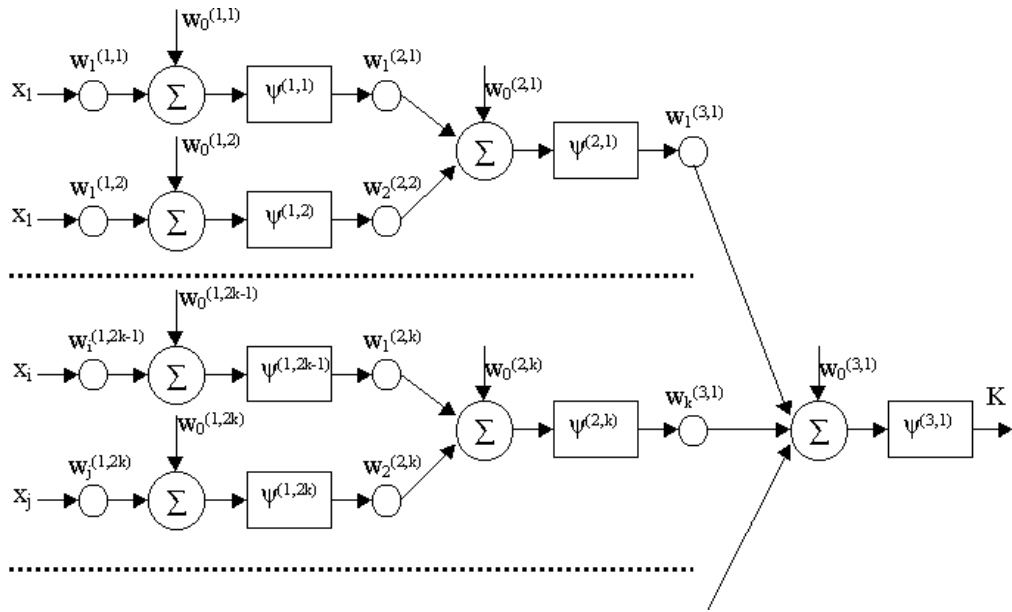 w₀⁽¹,¹⁾
w₁⁽¹,¹⁾
w₁⁽²,¹⁾
x₁ Σ ψ⁽¹,¹⁾
w₀⁽²,¹⁾
w₁⁽³,¹⁾
w₀⁽¹,²⁾
Σ ψ⁽²,¹⁾
w₁⁽¹,²⁾
w₂⁽²,²⁾
x₁ Σ ψ⁽¹,²⁾
w₀⁽¹,²ᵏ⁻¹⁾
wᵢ⁽¹,²ᵏ⁻¹⁾
w₁⁽²,ᵏ⁾
xᵢ Σ ψ⁽¹,²ᵏ⁻¹⁾
w₀⁽²,ᵏ⁾
w₀⁽³,¹⁾
wₖ⁽³,¹⁾
K
w₀⁽¹,²ᵏ⁾
Σ ψ⁽²,ᵏ⁾
Σ ψ⁽³,¹⁾
wⱼ⁽¹,²ᵏ⁾
w₂⁽²,ᵏ⁾
xⱼ Σ ψ⁽¹,²ᵏ⁾